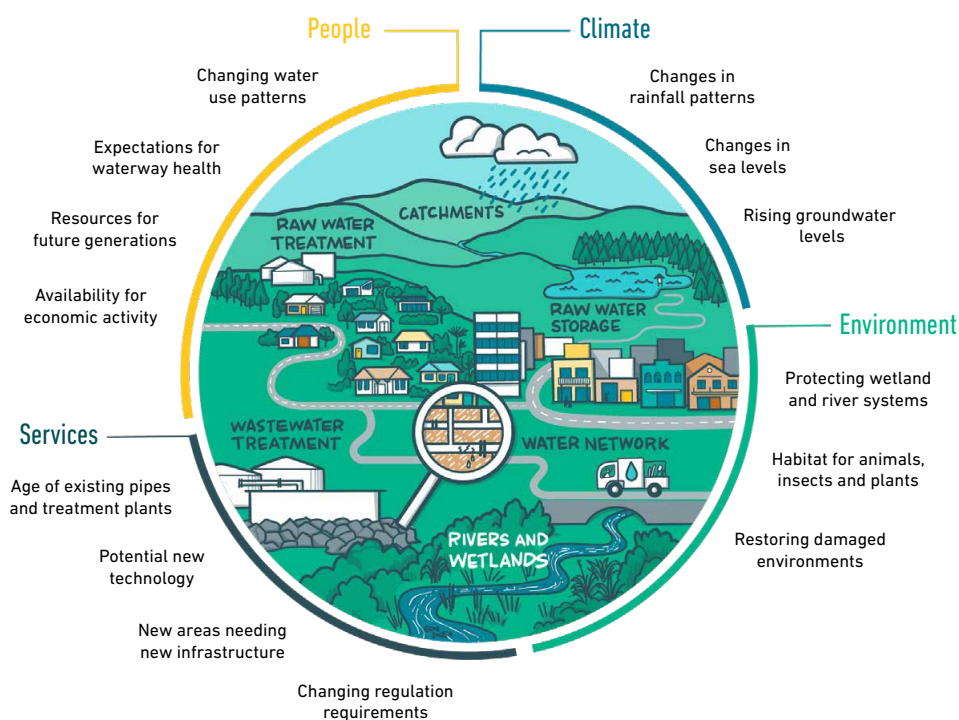 People
Changing water
use patterns
Expectations for
waterway health
Resources for
future generations
Availability for
economic activity
Climate
Changes in
rainfall patterns
Changes in
sea levels
Rising groundwater
levels
Environment
Protecting wetland
and river systems
Habitat for animals,
insects and plants
Restoring damaged
environments
Services
Age of existing pipes
and treatment plants
Potential new
technology
New areas needing
new infrastructure
Changing regulation
requirements
CATCHMENTS
RAW WATER
TREATMENT
RAW WATER
STORAGE
WASTEWATER
TREATMENT
WATER NETWORK
RIVERS AND
WETLANDS